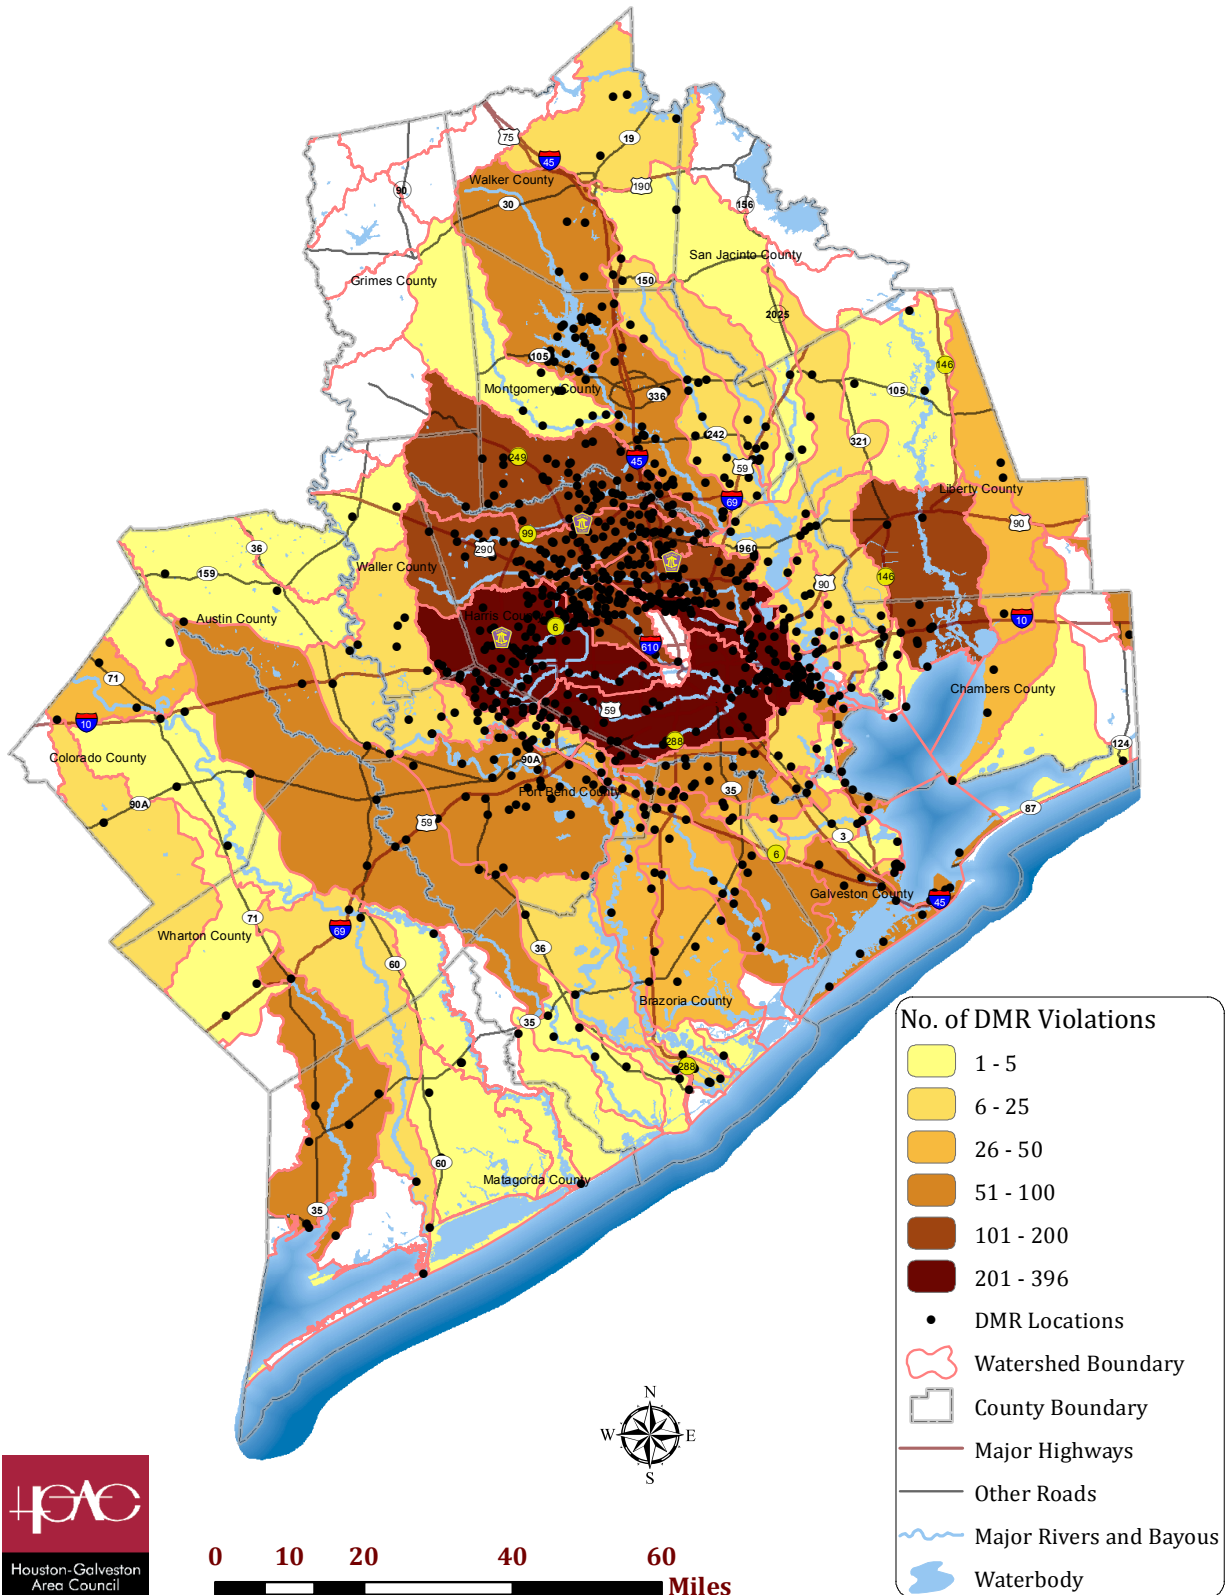 75
19
45
Walker County
190
90
30
156
San Jacinto County
Grimes County
150
2025
105
146
Montgomery County
336
105
242
321
249
45
59
69
Liberty County
90
99
36
290
1960
Waller County
159
90
146
Austin County
Harris County
6
10
610
71
59
Chambers County
10
288
124
Colorado County
90A
90A
Fort Bend County
35
87
59
3
6
Galveston County
45
71
Wharton County
69
36
60
Brazoria County
35
288
60
Matagorda County
35
No. of DMR Violations
1 - 5
6 - 25
26 - 50
51 - 100
101 - 200
201 - 396
DMR Locations
Watershed Boundary
County Boundary
Major Highways
Other Roads
Major Rivers and Bayous
Waterbody
N
W E
S
HGAC
Houston-Galveston
Area Council
0 10 20 40 60
Miles